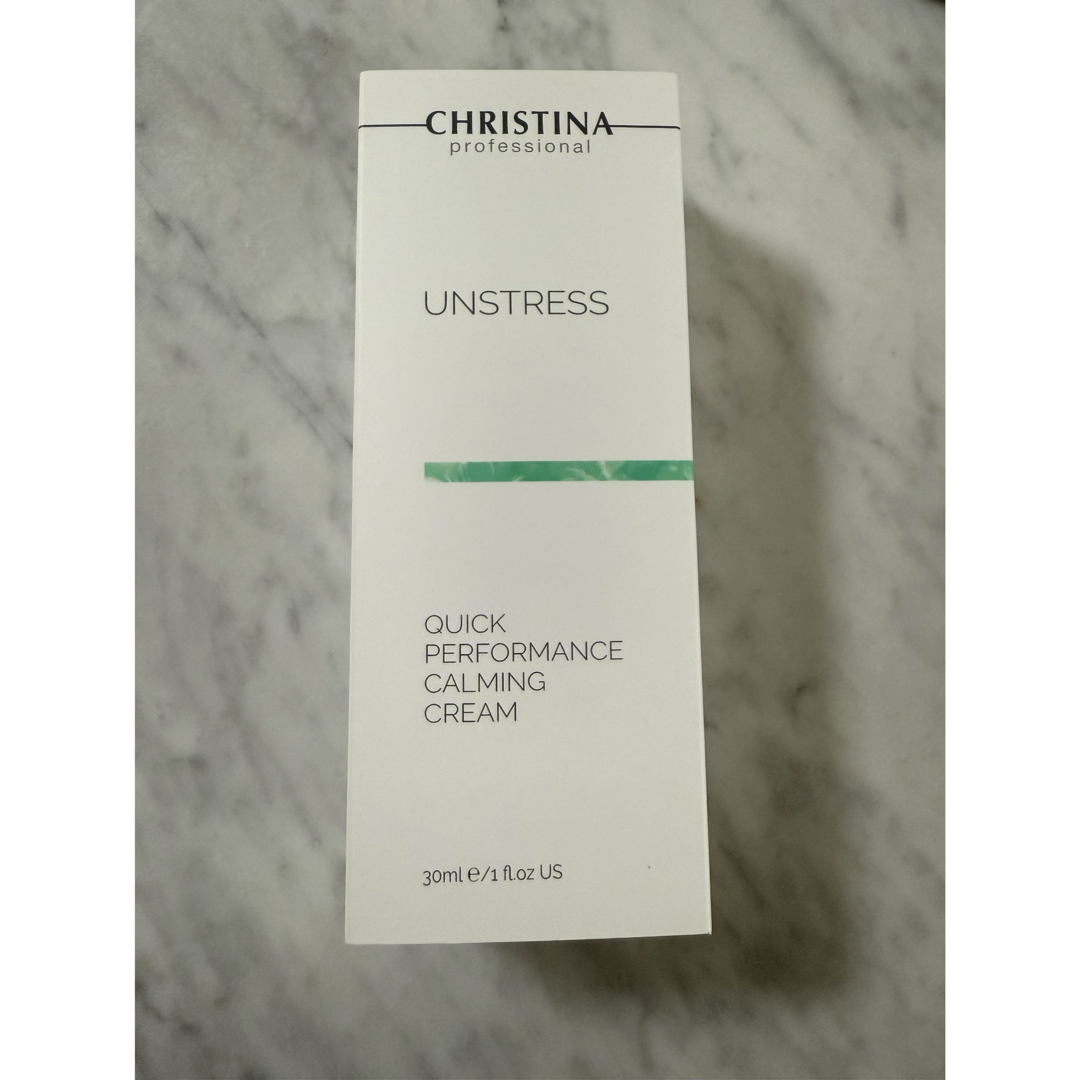 CHRISTINA
professional
UNSTRESS
QUICK
PERFORMANCE
CALMING
CREAM
30ml ℮/1 fl.oz US